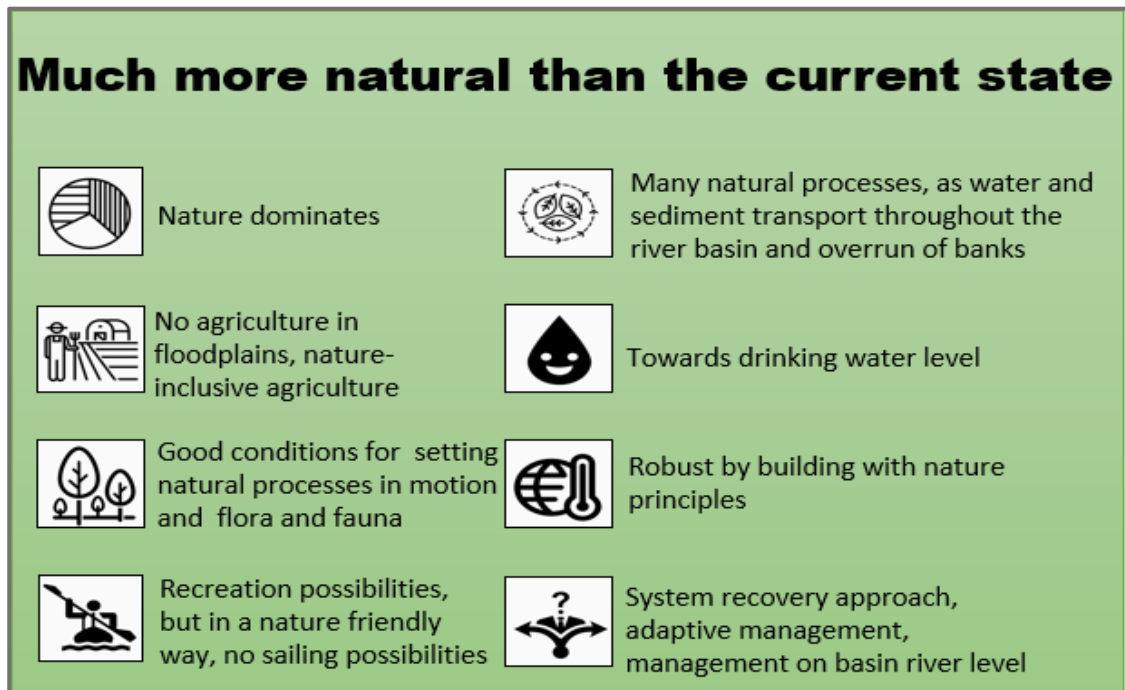 Much more natural than the current state
Nature dominates
Many natural processes, as water and
sediment transport throughout the
river basin and overrun of banks
No agriculture in
floodplains, nature-
inclusive agriculture
Towards drinking water level
Good conditions for setting
natural processes in motion
and flora and fauna
Robust by building with nature
principles
Recreation possibilities,
but in a nature friendly
way, no sailing possibilities
?
System recovery approach,
adaptive management,
management on basin river level